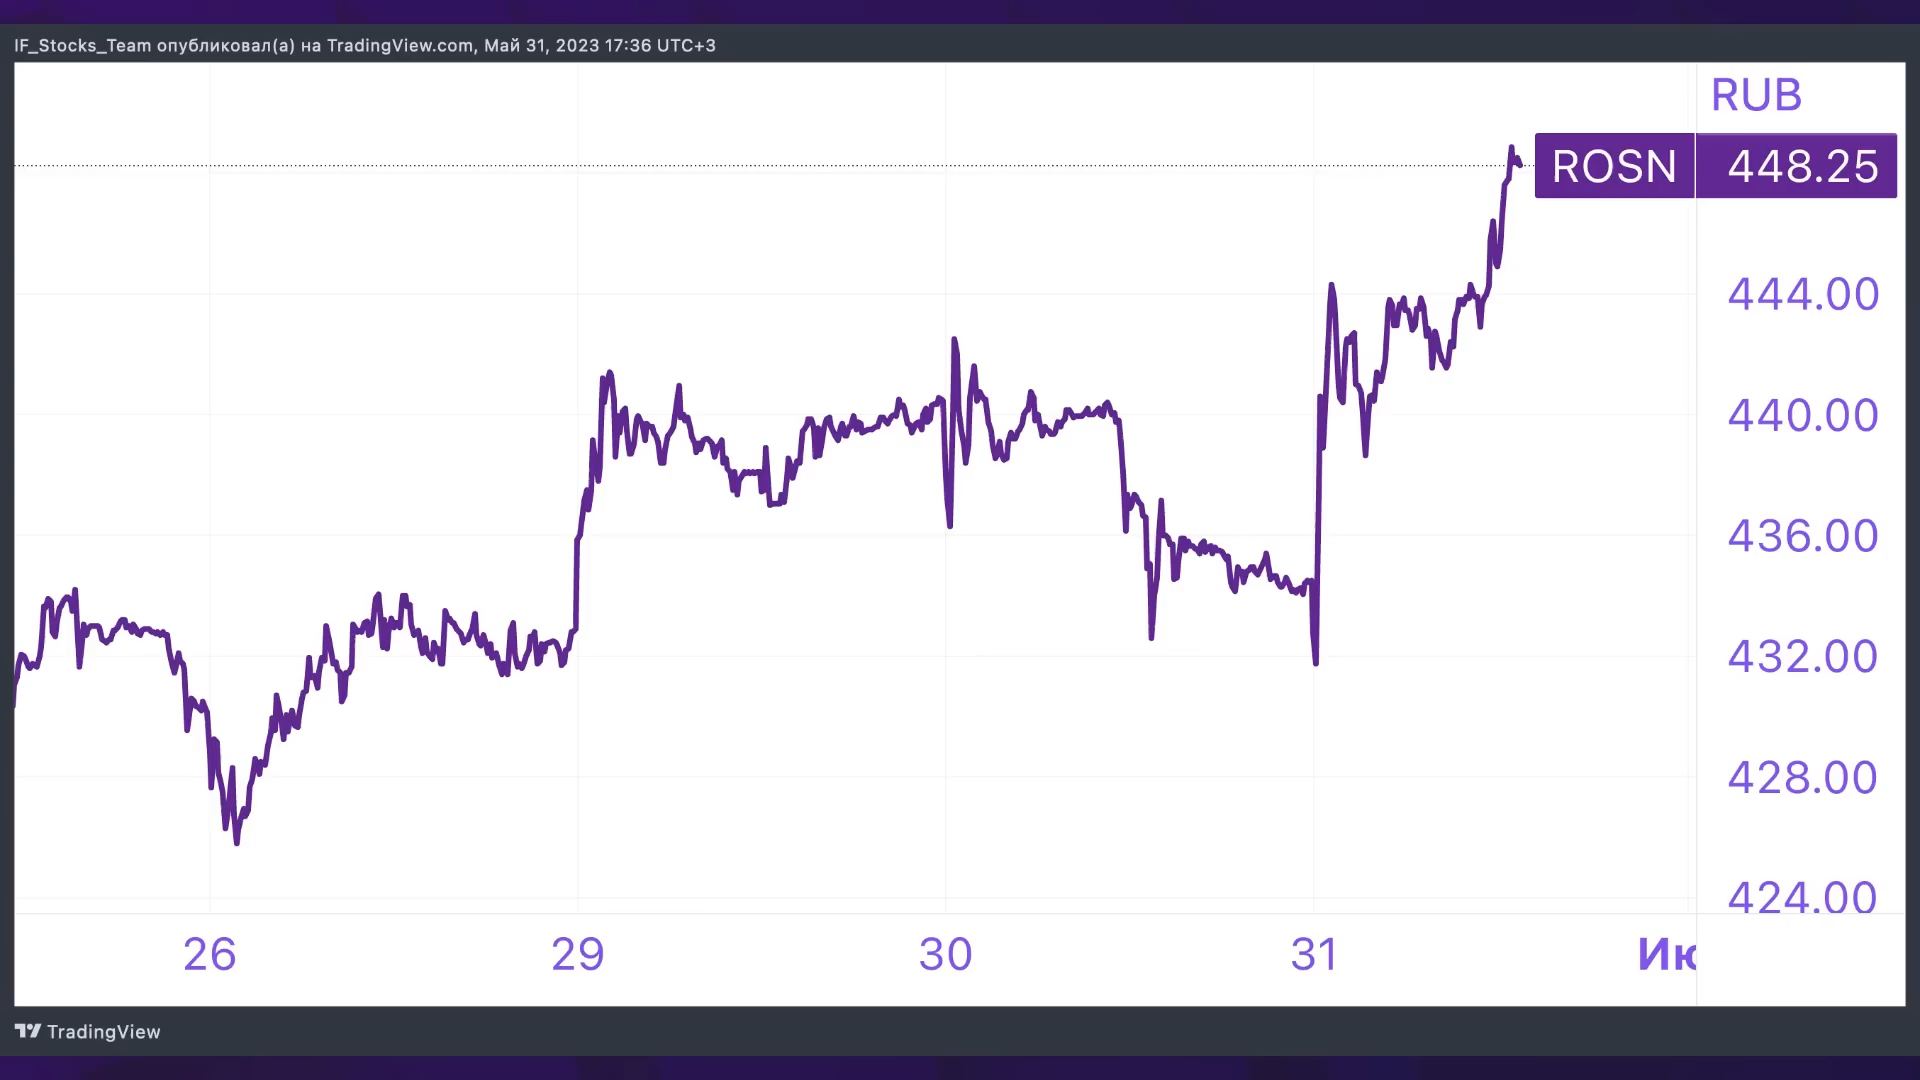 IF_Stocks_Team опубликовал(а) на TradingView.com, Май 31, 2023 17:36 UTC+3
RUB
ROSN 448.25
444.00
440.00
436.00
432.00
428.00
424.00
26 29 30 31 Ию
TradingView